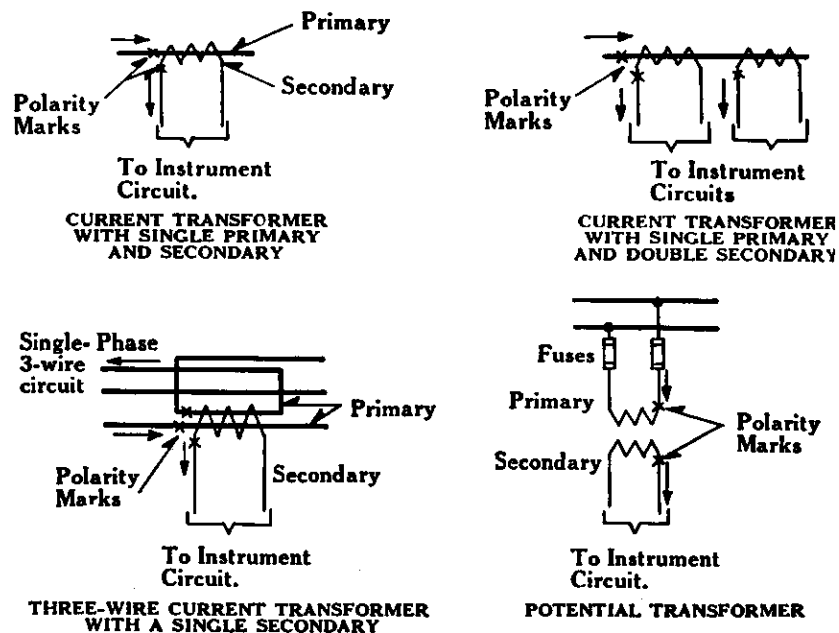 Primary
Secondary
Polarity
Marks
To Instrument
Circuit.
CURRENT TRANSFORMER
WITH SINGLE PRIMARY
AND SECONDARY
Polarity
Marks
To Instrument
Circuits
CURRENT TRANSFORMER
WITH SINGLE PRIMARY
AND DOUBLE SECONDARY
Single-Phase
3-wire
circuit
Primary
Polarity
Marks
Secondary
To Instrument
Circuit.
THREE-WIRE CURRENT TRANSFORMER
WITH A SINGLE SECONDARY
Fuses
Primary
Polarity
Marks
Secondary
To Instrument
Circuit.
POTENTIAL TRANSFORMER